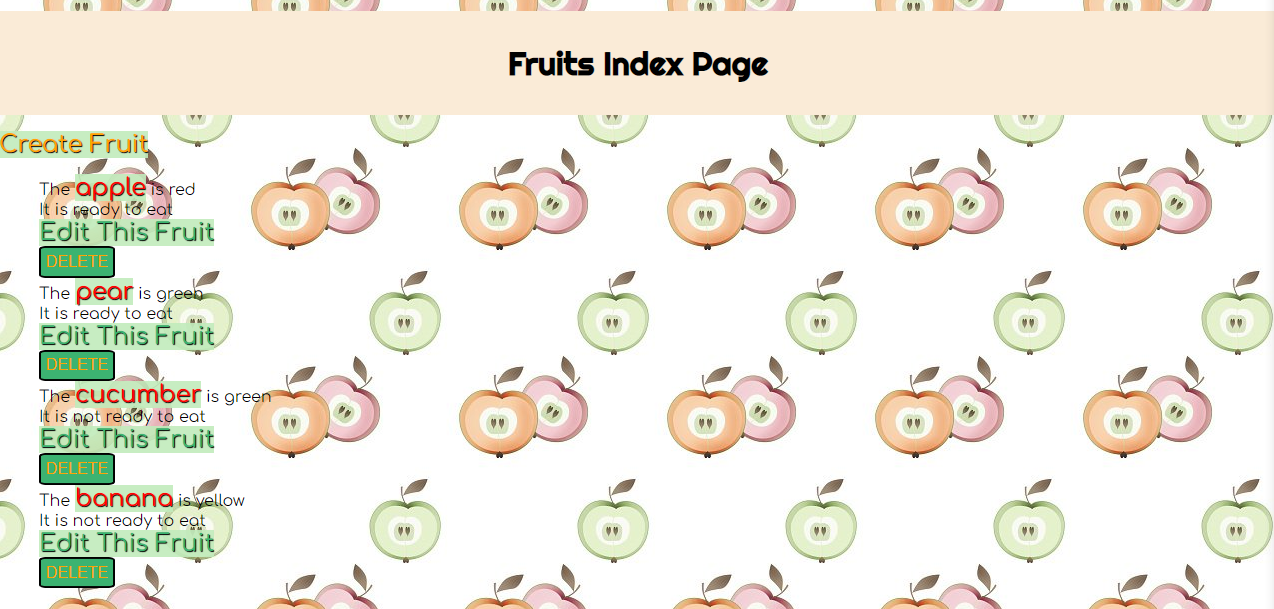 Fruits Index Page
Create Fruit
The apple is red
It is ready to eat
Edit This Fruit
DELETE
The pear is green
It is ready to eat
Edit This Fruit
DELETE
The cucumber is green
It is not ready to eat
Edit This Fruit
DELETE
The banana is yellow
It is not ready to eat
Edit This Fruit
DELETE